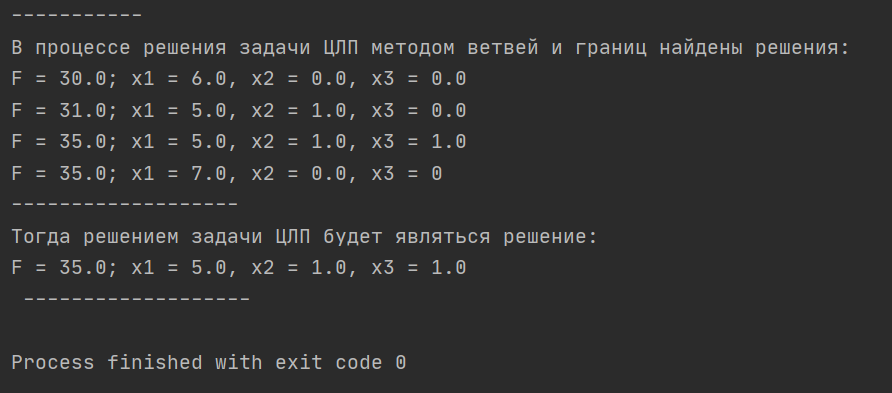 -----------
В процессе решения задачи ЦЛП методом ветвей и границ найдены решения:
F = 30.0; x1 = 6.0, x2 = 0.0, x3 = 0.0
F = 31.0; x1 = 5.0, x2 = 1.0, x3 = 0.0
F = 35.0; x1 = 5.0, x2 = 1.0, x3 = 1.0
F = 35.0; x1 = 7.0, x2 = 0.0, x3 = 0
-------------------
Тогда решением задачи ЦЛП будет являться решение:
F = 35.0; x1 = 5.0, x2 = 1.0, x3 = 1.0
 -------------------
Process finished with exit code 0